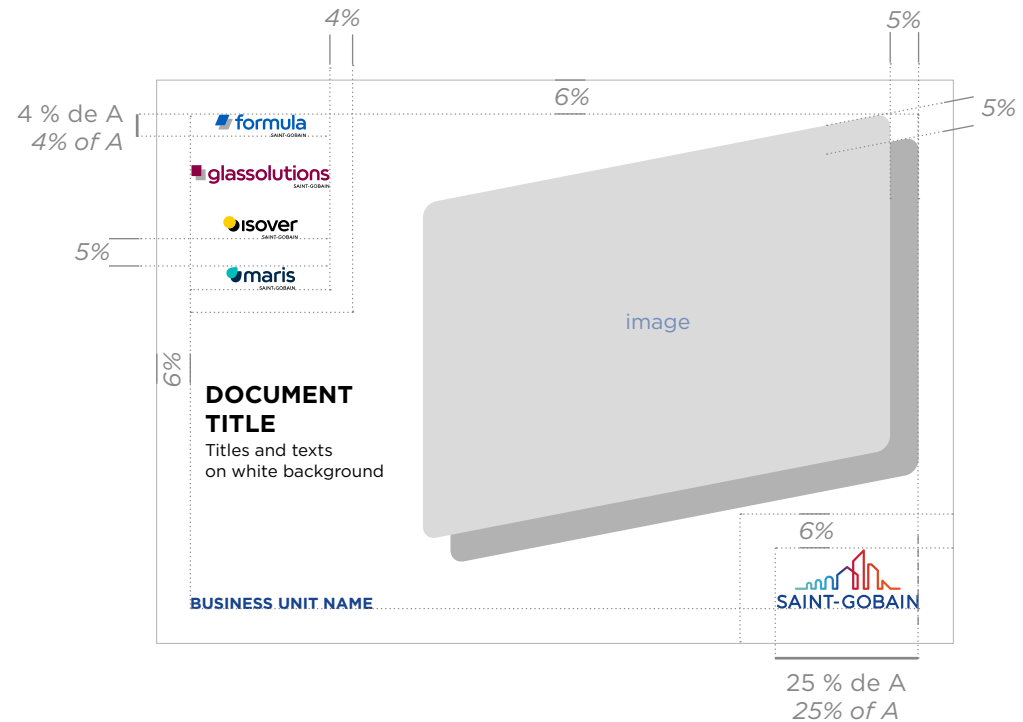 4%
5%
6%
5%
4 % de A
4% of A
formula
SAINT-GOBAIN
glassolutions
SAINT-GOBAIN
isover
SAINT-GOBAIN
5%
maris
SAINT-GOBAIN
image
6%
DOCUMENT
TITLE
Titles and texts
on white background
6%
BUSINESS UNIT NAME
SAINT-GOBAIN
25 % de A
25% of A